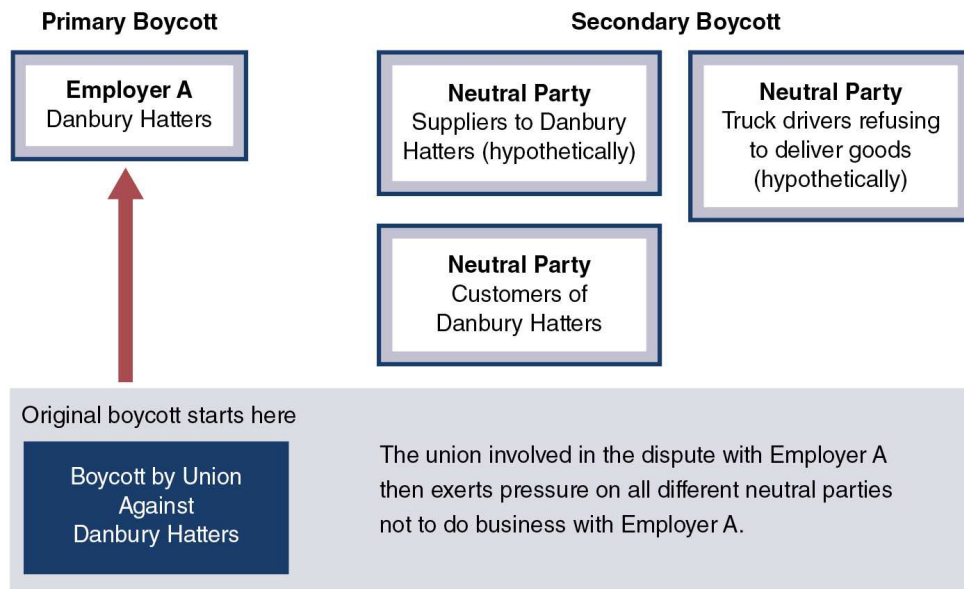 Primary Boycott
Secondary Boycott
Employer A
Danbury Hatters
Neutral Party
Suppliers to Danbury
Hatters (hypothetically)
Neutral Party
Truck drivers refusing
to deliver goods
(hypothetically)
Neutral Party
Customers of
Danbury Hatters
Original boycott starts here
Boycott by Union
Against
Danbury Hatters
The union involved in the dispute with Employer A
then exerts pressure on all different neutral parties
not to do business with Employer A.